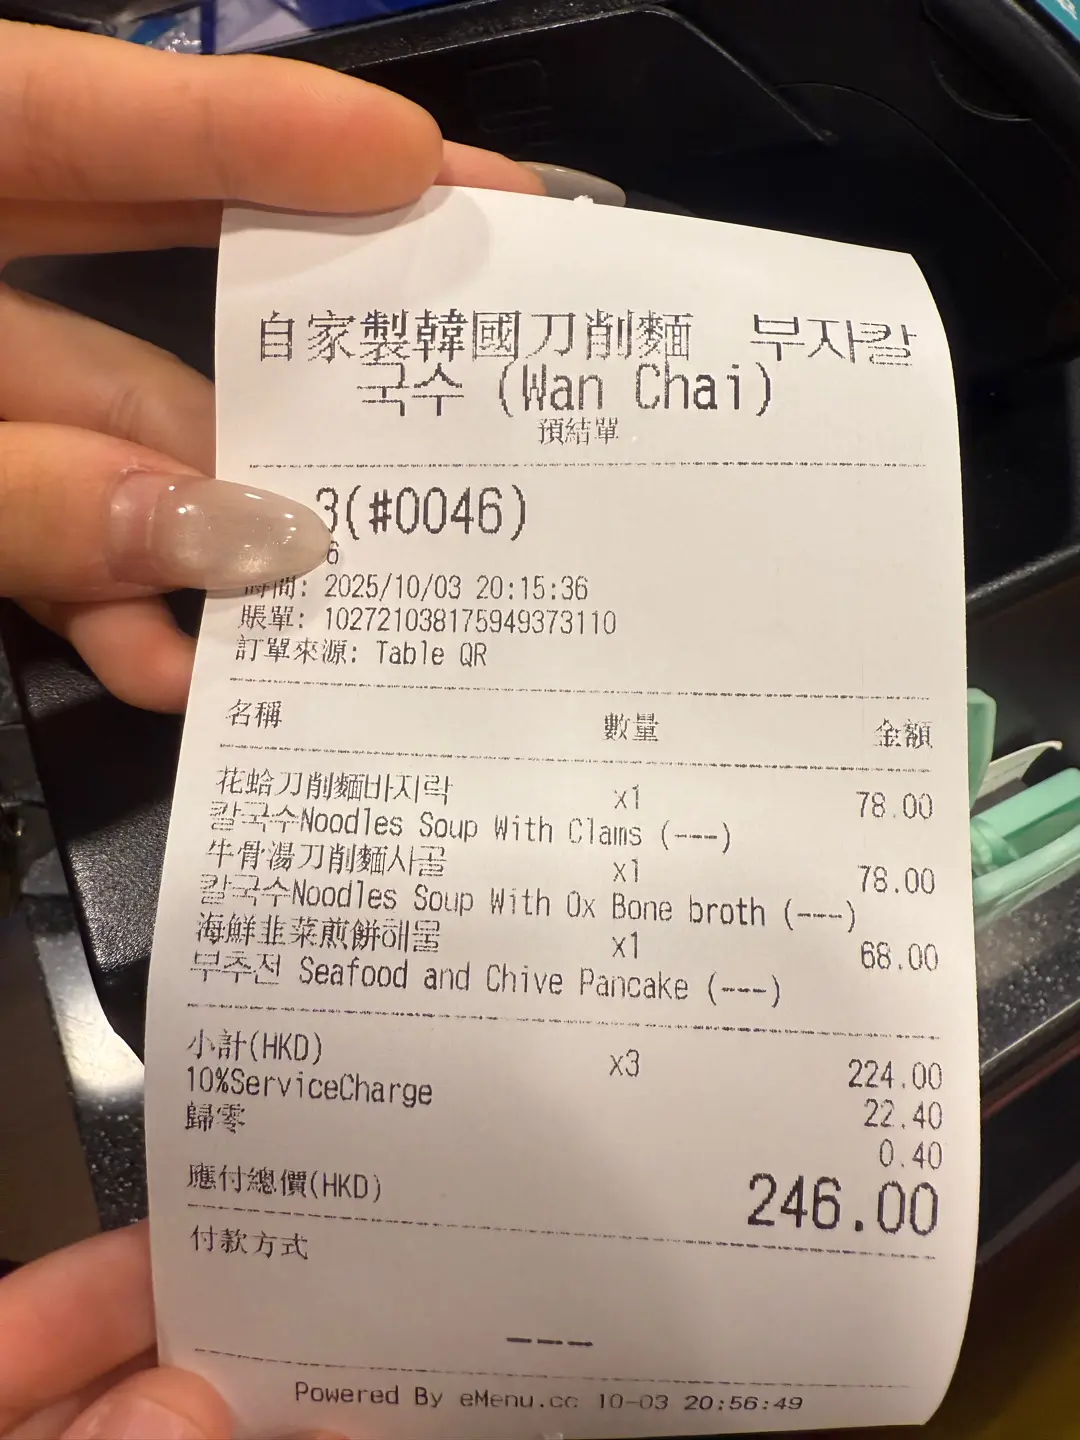 自家製韓國刀削麵 부자칼
국수 (Wan Chai)
預結單
3(#0046)
6
時間: 2025/10/03 20:15:36
賬單: 102721038175949373110
訂單來源: Table QR
名稱 數量 金額
花蛤刀削麵바지락 x1 78.00
칼국수Noodles Soup With Clams (---)
牛骨湯刀削麵사골 x1 78.00
칼국수Noodles Soup With Ox Bone broth (---)
海鮮韭菜煎餅해물 x1 68.00
부추전 Seafood and Chive Pancake (---)
小計(HKD) x3 224.00
10%ServiceCharge 22.40
歸零 0.40
應付總價(HKD) 246.00
付款方式
---
Powered By eMenu.cc 10-03 20:56:49